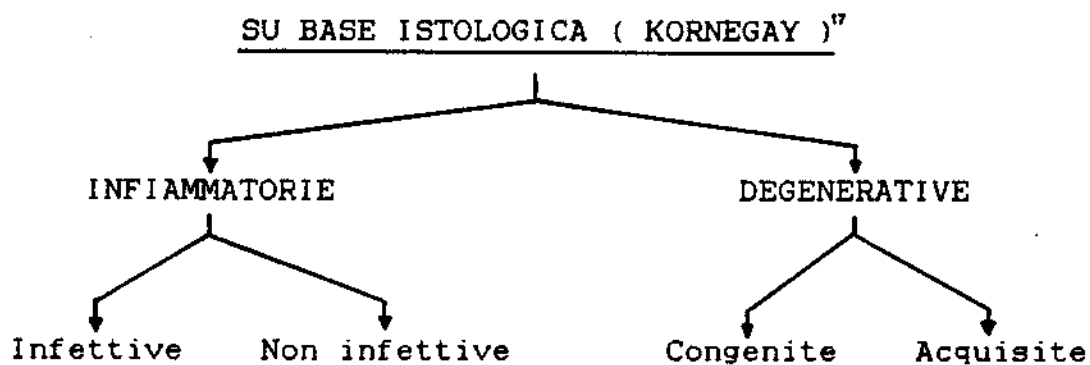 SU BASE ISTOLOGICA ( KORNEGAY )17
INFIAMMATORIE DEGENERATIVE
Infettive Non infettive Congenite Acquisite